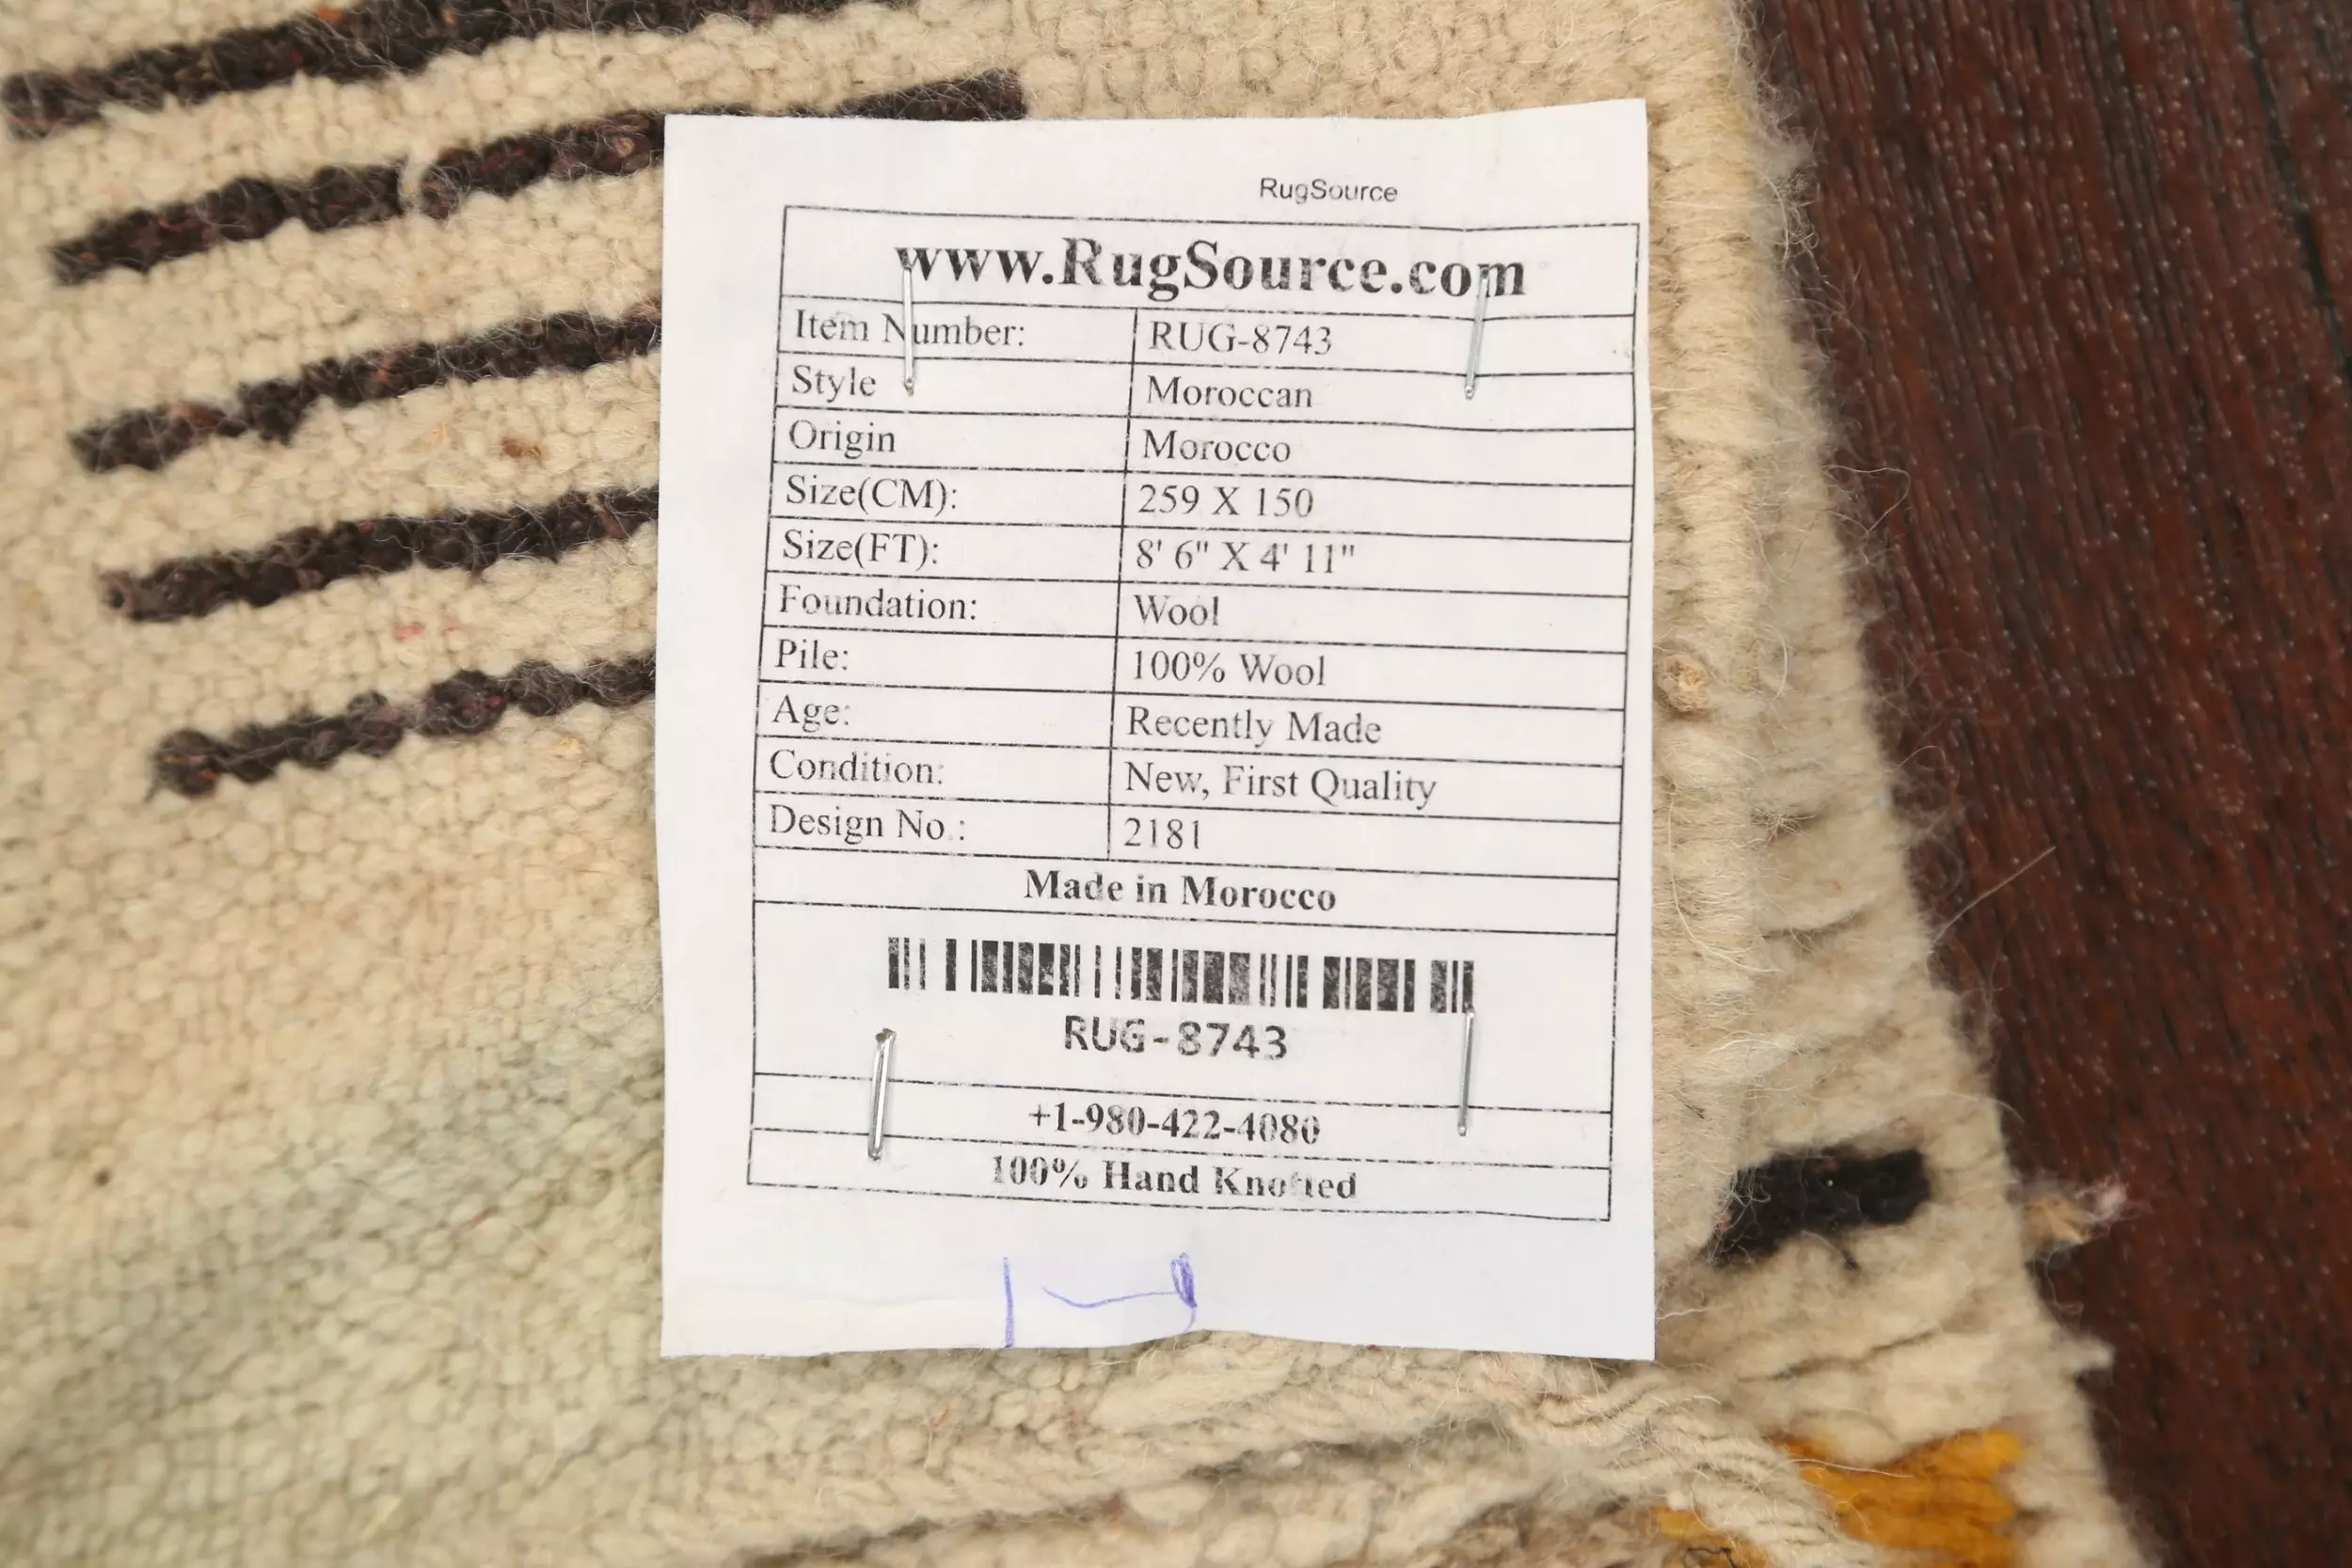 RugSource
www.RugSource.com
Item Number: RUG-8743
Style Moroccan
Origin Morocco
Size(CM): 259 X 150
Size(FT): 8' 6" X 4' 11"
Foundation: Wool
Pile: 100% Wool
Age: Recently Made
Condition: New, First Quality
Design No.: 2181
Made in Morocco
RUG-8743
+1-980-422-4080
100% Hand Knotted